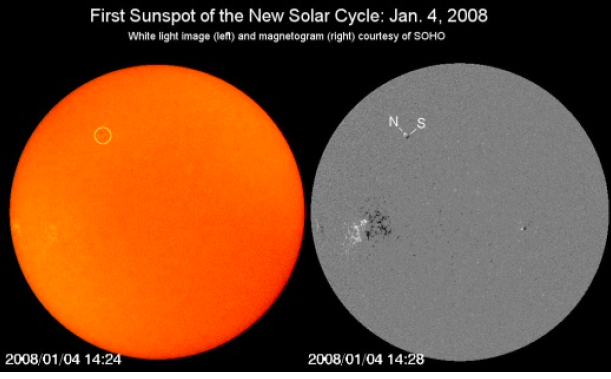 First Sunspot of the New Solar Cycle: Jan. 4, 2008
White light image (left) and magnetogram (right) courtesy of SOHO
N S
2008/01/04 14:24
2008/01/04 14:28